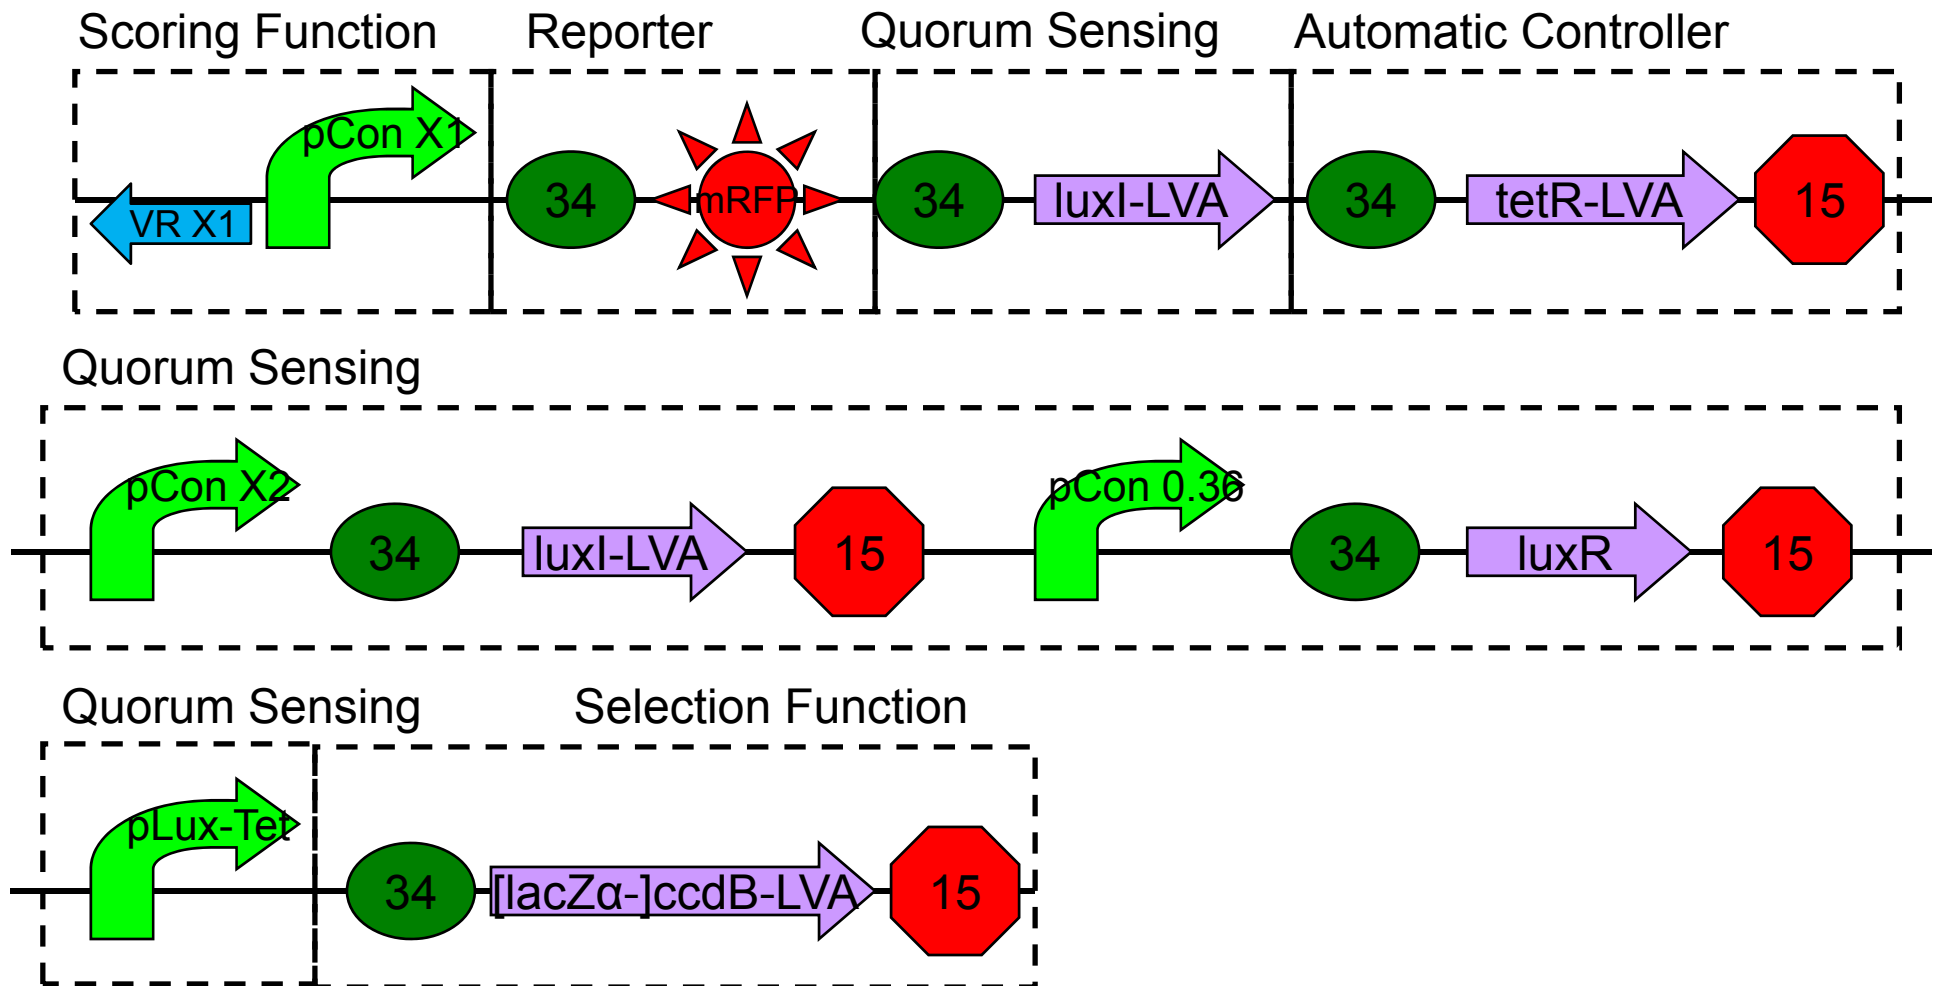 Scoring Function Reporter Quorum Sensing Automatic Controller
pCon X1
VR X1 34 mRFP 34 luxI-LVA 34 tetR-LVA 15
Quorum Sensing
pCon X2 pCon 0.36
34 luxI-LVA 15 34 luxR 15
Quorum Sensing Selection Function
pLux-Tet
34 [lacZα-]ccdB-LVA 15